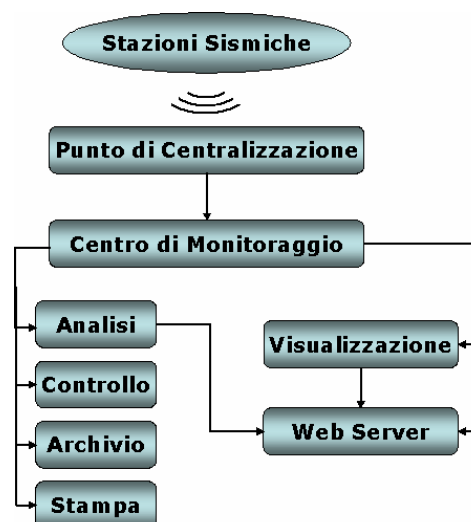 Stazioni Sismiche
Punto di Centralizzazione
Centro di Monitoraggio
Analisi
Visualizzazione
Controllo
Web Server
Archivio
Stampa